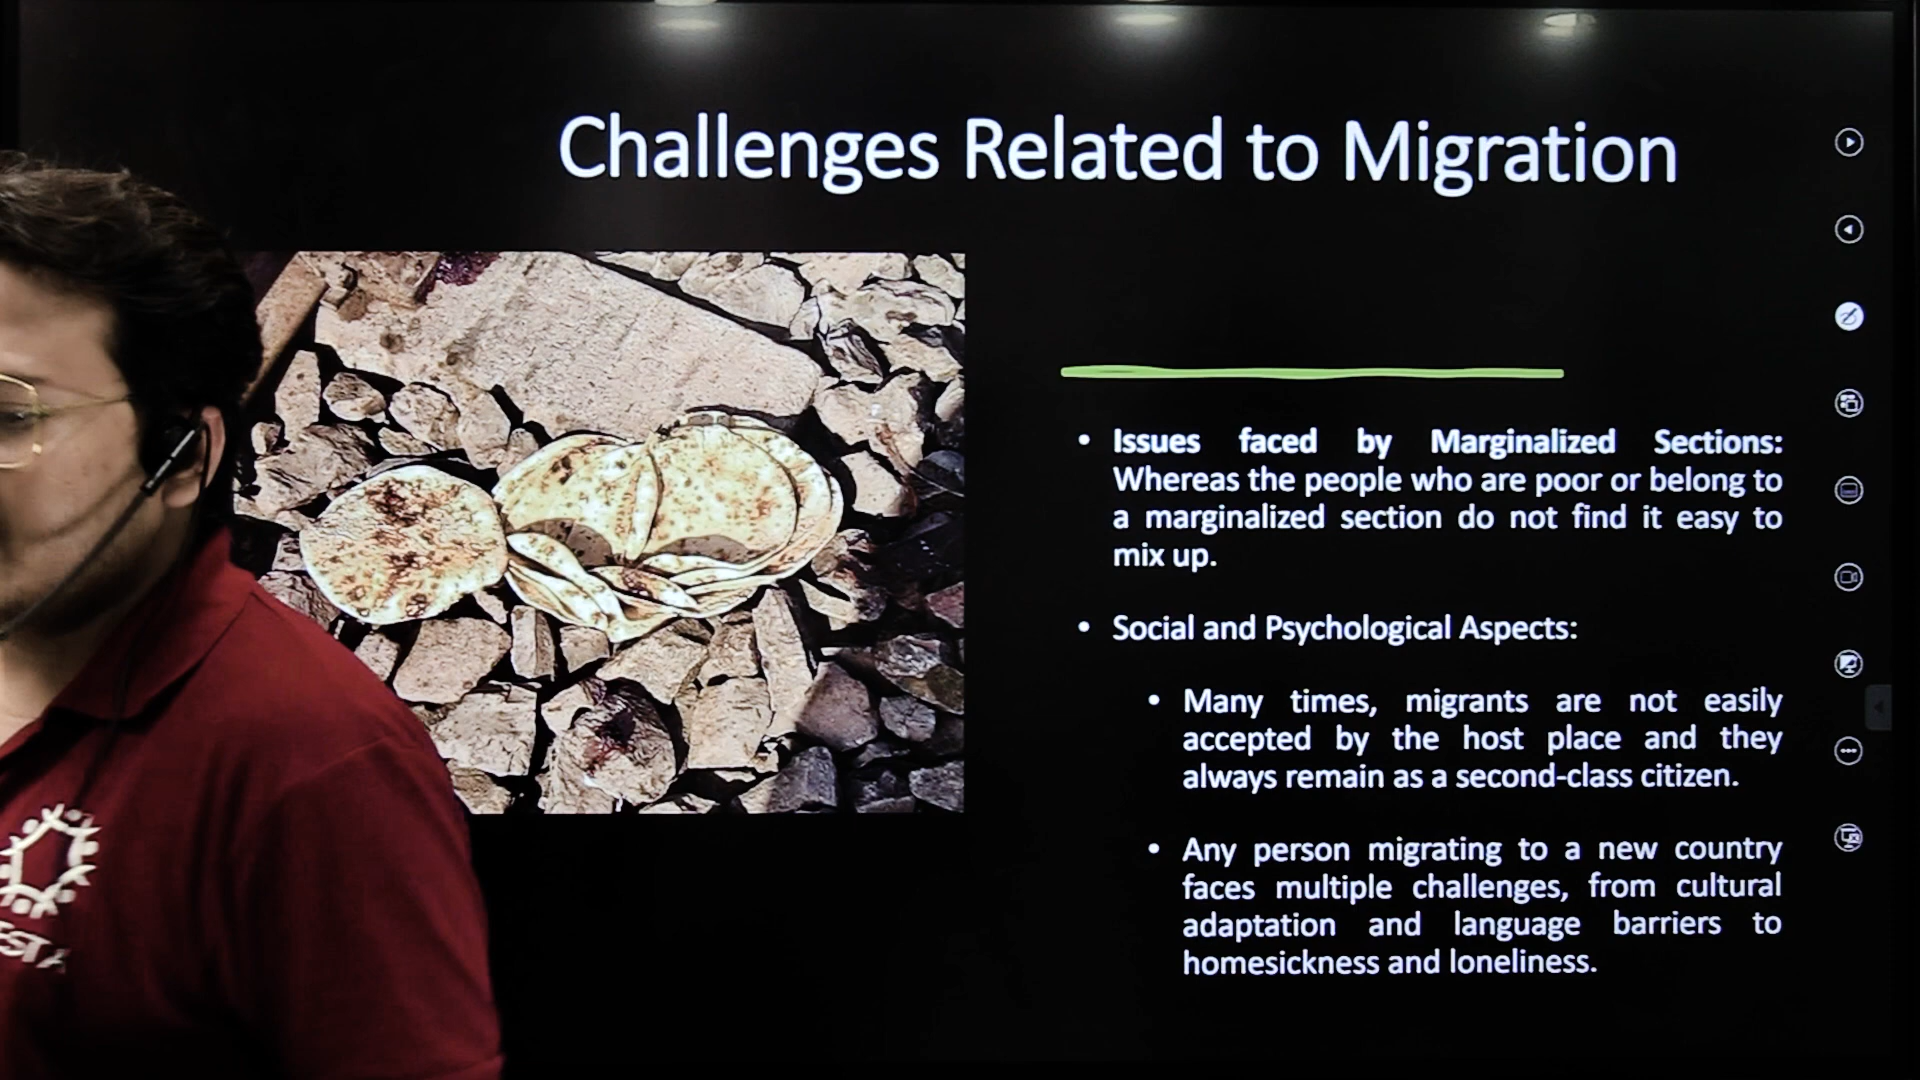 Challenges Related to Migration
• Issues faced by Marginalized Sections:
Whereas the people who are poor or belong to
a marginalized section do not find it easy to
mix up.
• Social and Psychological Aspects:
• Many times, migrants are not easily
accepted by the host place and they
always remain as a second-class citizen.
• Any person migrating to a new country
faces multiple challenges, from cultural
adaptation and language barriers to
homesickness and loneliness.